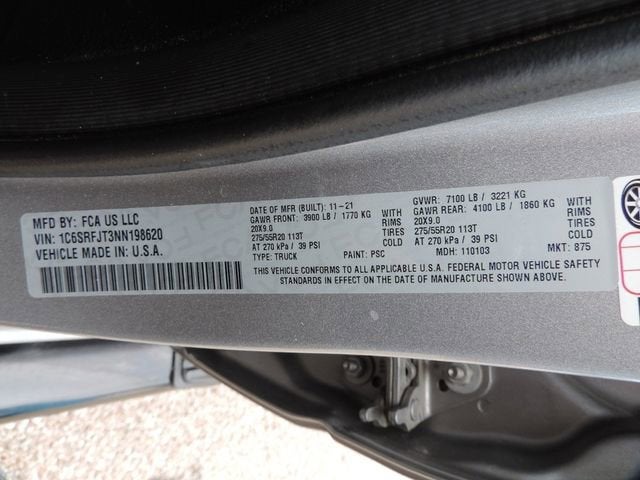 MFD BY: FCA US LLC
VIN: 1C6SRFJT3NN198620
VEHICLE MADE IN U.S.A.
DATE OF MFR (BUILT): 11-21
GAWR FRONT: 3900 LB / 1770 KG
20X9.0 RIMS
275/55R20 113T TIRES
AT 270 kPa / 39 PSI COLD
TYPE: TRUCK PAINT: PSC
GVWR: 7100 LB / 3221 KG
GAWR REAR: 4100 LB / 1860 KG
20X9.0 RIMS
275/55R20 113T TIRES
AT 270 kPa / 39 PSI COLD
MDH: 110103 MKT: 875
THIS VEHICLE CONFORMS TO ALL APPLICABLE U.S.A. FEDERAL MOTOR VEHICLE SAFETY
STANDARDS IN EFFECT ON THE DATE OF MANUFACTURE SHOWN ABOVE.